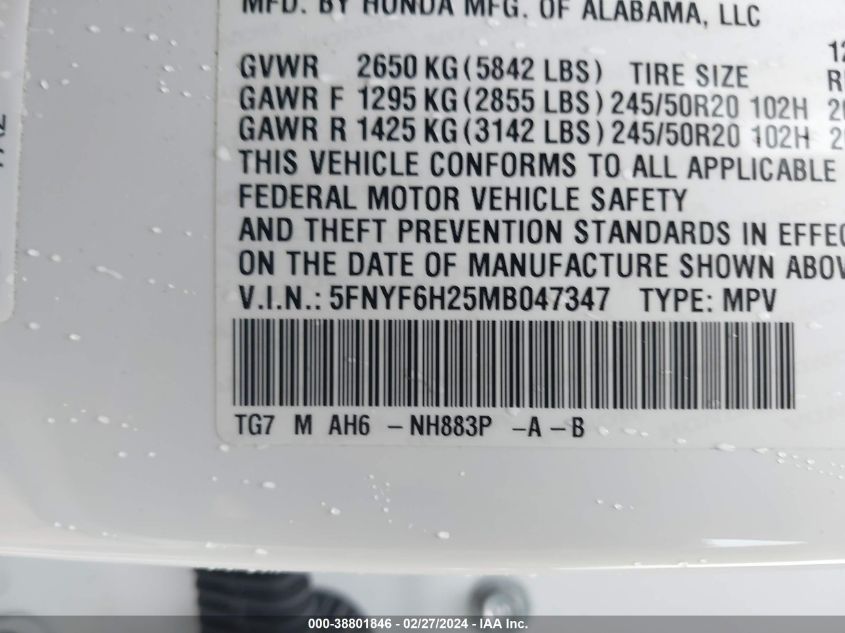 MFD. BY HONDA MFG. OF ALABAMA, LLC
GVWR 2650 KG (5842 LBS) TIRE SIZE
GAWR F 1295 KG (2855 LBS) 245/50R20 102H
GAWR R 1425 KG (3142 LBS) 245/50R20 102H
THIS VEHICLE CONFORMS TO ALL APPLICABLE
FEDERAL MOTOR VEHICLE SAFETY
AND THEFT PREVENTION STANDARDS IN EFFEC
ON THE DATE OF MANUFACTURE SHOWN ABOV
V.I.N.: 5FNYF6H25MB047347 TYPE: MPV
TG7 M AH6 - NH883P -A -B
000-38801846 - 02/27/2024 - IAA Inc.